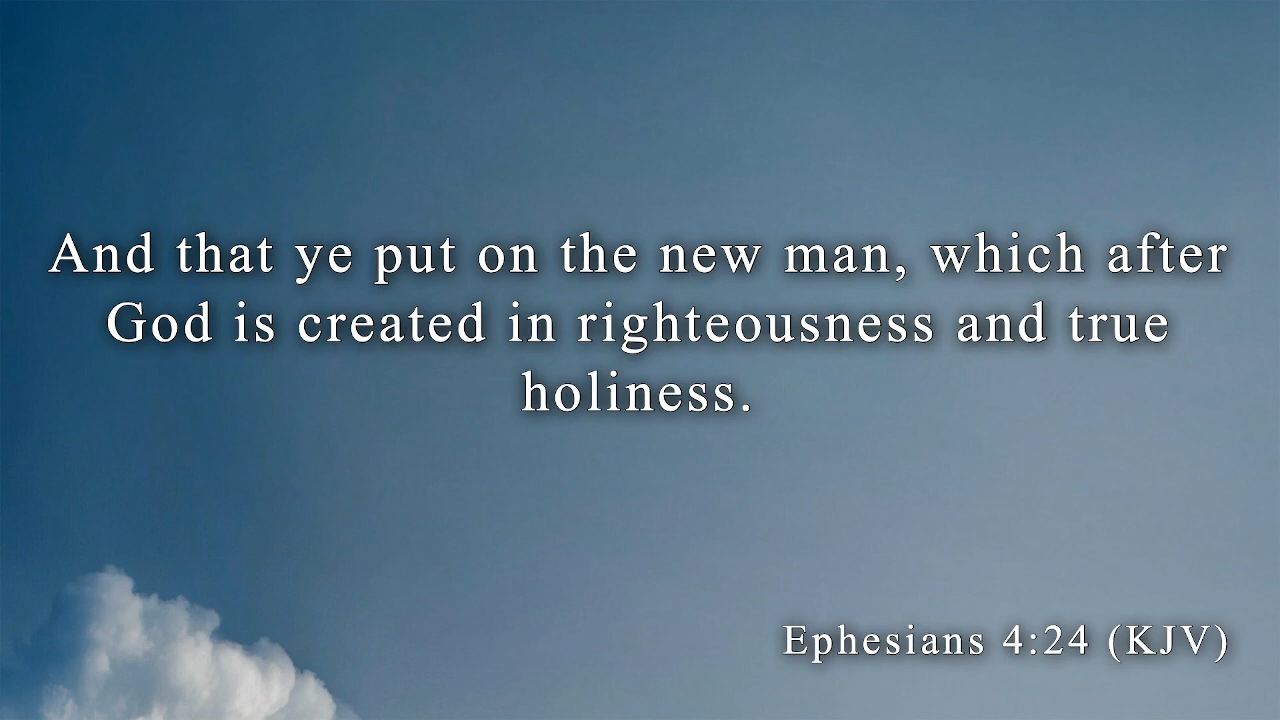 And that ye put on the new man, which after
God is created in righteousness and true
holiness.
Ephesians 4:24 (KJV)